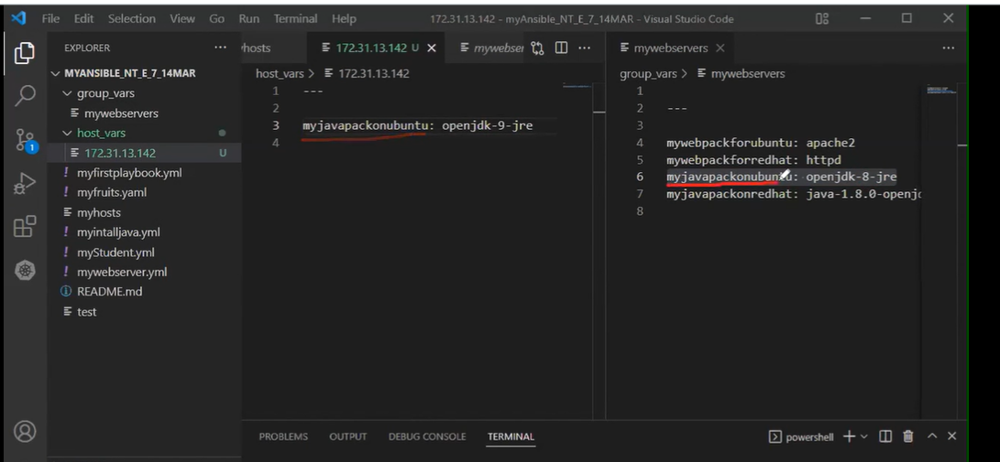 File Edit Selection View Go Run Terminal Help
172.31.13.142 - myAnsible_NT_E_7_14MAR - Visual Studio Code
EXPLORER
MYANSIBLE_NT_E_7_14MAR
group_vars
mywebservers
host_vars
172.31.13.142 U
myfirstplaybook.yml
myfruits.yaml
myhosts
myintalljava.yml
myStudent.yml
mywebserver.yml
README.md
test
1
yhosts
172.31.13.142 U
mywebser
host_vars > 172.31.13.142
1 ---
2
3 myjavapackonubuntu: openjdk-9-jre
4
mywebservers
group_vars > mywebservers
1
2 ---
3
4 mywebpackforubuntu: apache2
5 mywebpackforredhat: httpd
6 myjavapackonubuntu: openjdk-8-jre
7 myjavapackonredhat: java-1.8.0-openjd
8
PROBLEMS OUTPUT DEBUG CONSOLE TERMINAL
powershell